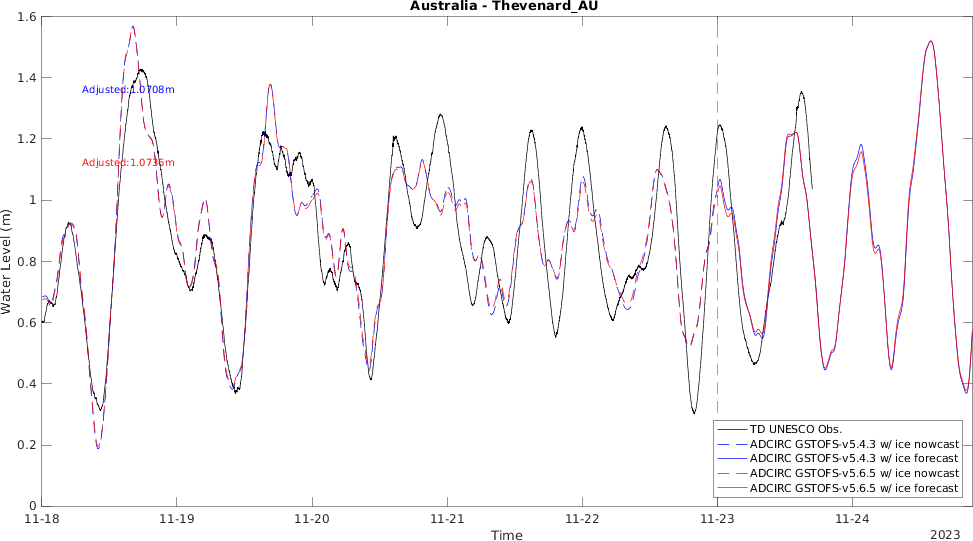 Australia - Thevenard_AU
Water Level (m)
1.6
1.4
1.2
1
0.8
0.6
0.4
0.2
0
Adjusted:1.0708m
Adjusted:1.0735m
TD UNESCO Obs.
ADCIRC GSTOFS-v5.4.3 w/ ice nowcast
ADCIRC GSTOFS-v5.4.3 w/ ice forecast
ADCIRC GSTOFS-v5.6.5 w/ ice nowcast
ADCIRC GSTOFS-v5.6.5 w/ ice forecast
11-18 11-19 11-20 11-21 11-22 11-23 11-24
Time
2023